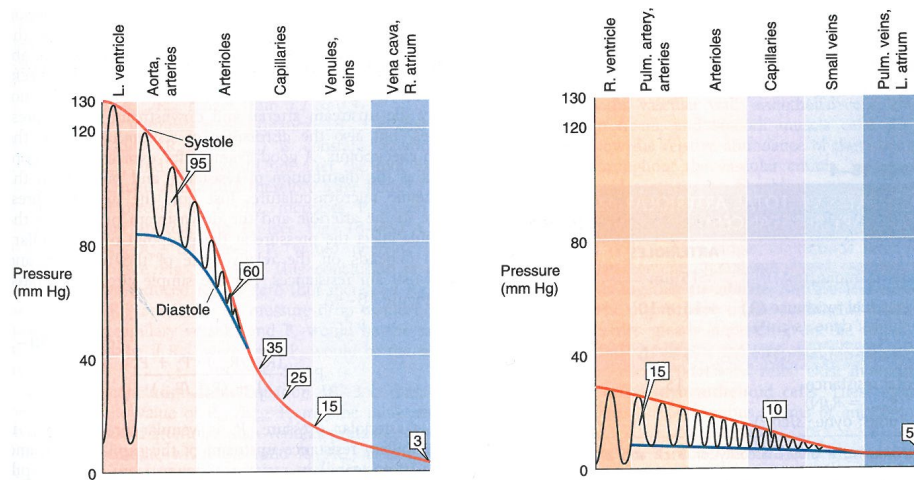 L. ventricle
Aorta,
arteries
Arterioles
Capillaries
Venules,
veins
Vena cava,
R. atrium
130
120
80
40
0
Pressure
(mm Hg)
Systole
Diastole
95
60
35
25
15
3
R. ventricle
Pulm. artery,
arteries
Arterioles
Capillaries
Small veins
Pulm. veins,
L. atrium
130
120
80
40
0
Pressure
(mm Hg)
15
10
5